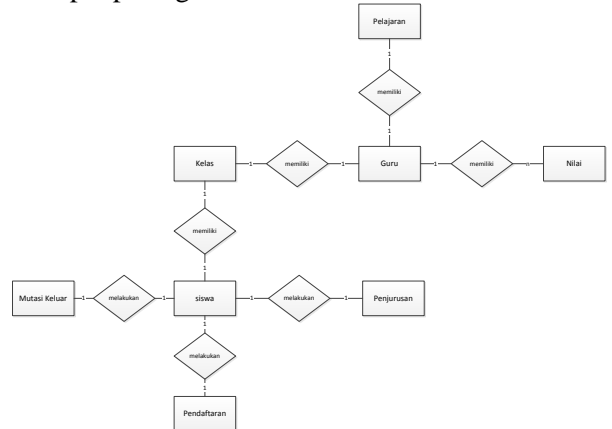 Pelajaran
1
memiliki
1
Kelas
1
memiliki
1
Guru
1
memiliki
n
Nilai
1
memiliki
1
Mutasi Keluar
1
melakukan
1
siswa
1
melakukan
1
Penjurusan
1
melakukan
1
Pendaftaran